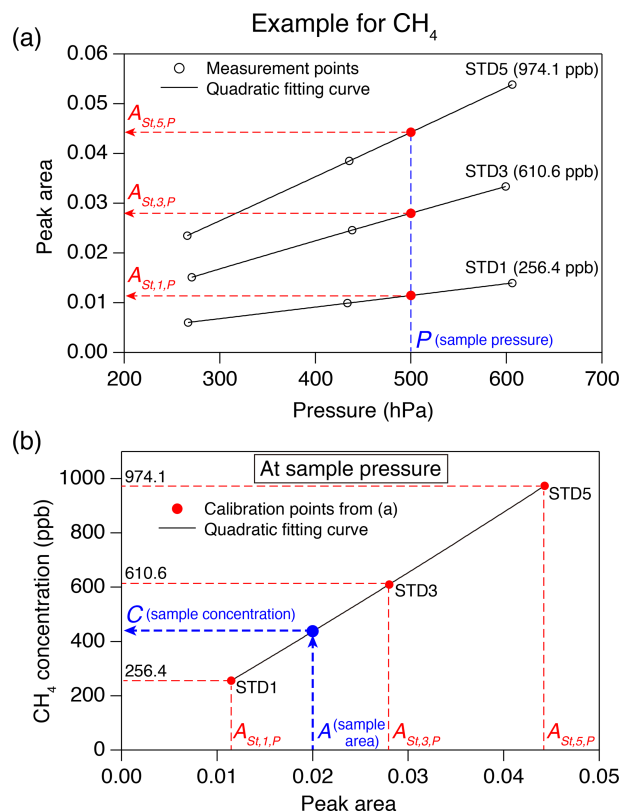 Example for CH4
(a)
0.06
0.05
0.04
0.03
0.02
0.01
0.00
Peak area
Measurement points
Quadratic fitting curve
STD5 (974.1 ppb)
STD3 (610.6 ppb)
STD1 (256.4 ppb)
ASt,5,P
ASt,3,P
ASt,1,P
P (sample pressure)
200 300 400 500 600 700
Pressure (hPa)
(b)
At sample pressure
1000
800
600
400
200
0
CH4 concentration (ppb)
974.1
610.6
256.4
Calibration points from (a)
Quadratic fitting curve
STD5
STD3
STD1
C (sample concentration)
ASt,1,P
A (sample
area)
ASt,3,P
ASt,5,P
0.00 0.01 0.02 0.03 0.04 0.05
Peak area